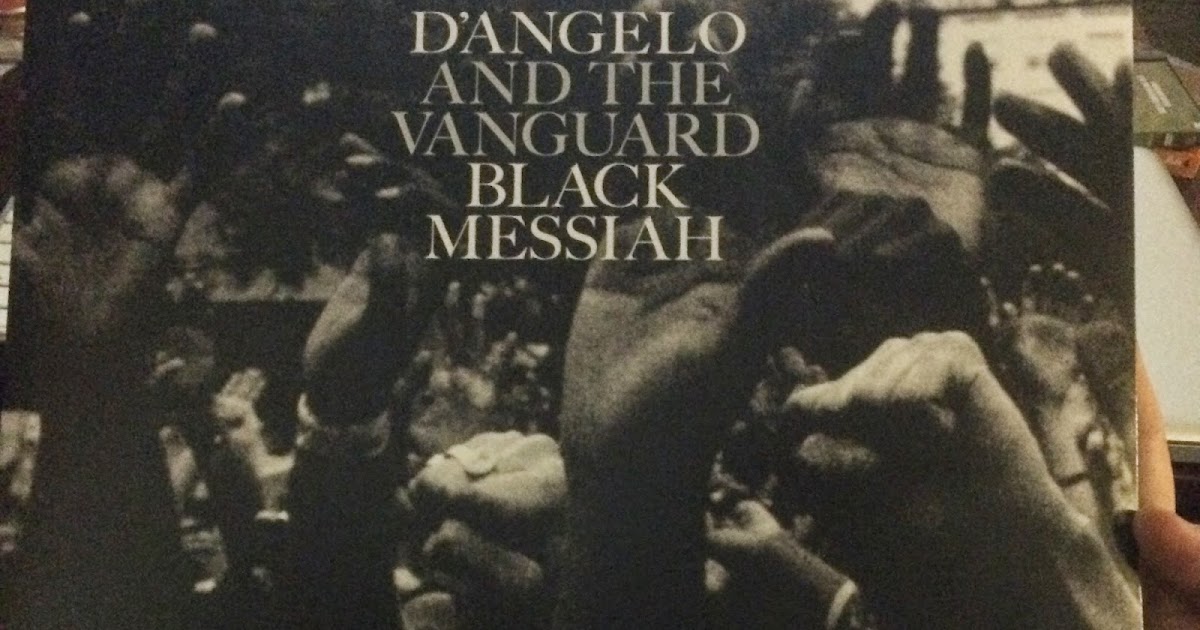 D'ANGELO
AND THE
VANGUARD
BLACK
MESSIAH